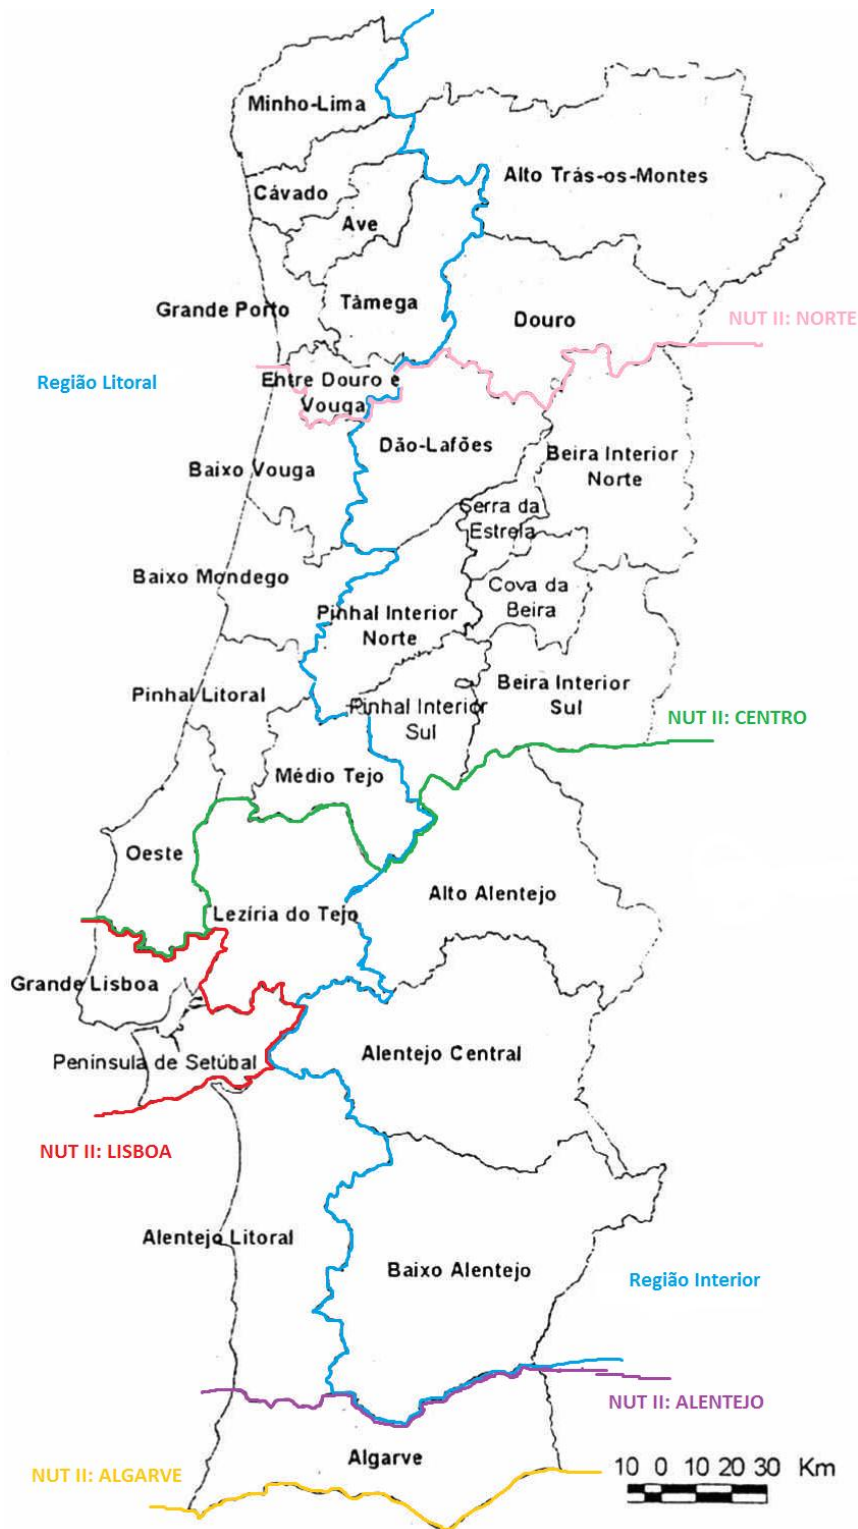 Minho-Lima
Alto Trás-os-Montes
Cávado
Ave
Grande Porto
Tâmega
Douro
NUT II: NORTE
Região Litoral
Entre Douro e
Vouga
Dão-Lafões
Baixo Vouga
Beira Interior
Norte
Serra da
Estrela
Baixo Mondego
Cova da
Beira
Pinhal Interior
Norte
Pinhal Litoral
Pinhal Interior
Sul
Beira Interior
Sul
NUT II: CENTRO
Médio Tejo
Oeste
Alto Alentejo
Lezíria do Tejo
Grande Lisboa
Peninsula de Setúbal
Alentejo Central
NUT II: LISBOA
Alentejo Litoral
Baixo Alentejo
Região Interior
NUT II: ALENTEJO
Algarve
NUT II: ALGARVE
10 0 10 20 30 Km